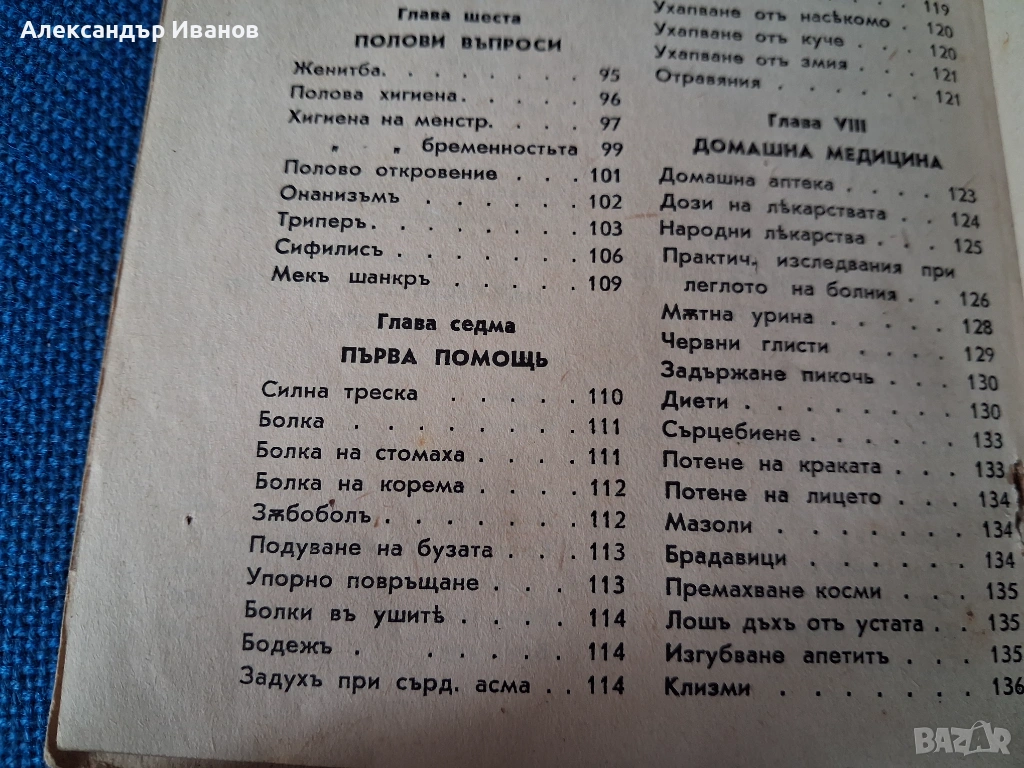 Александър Иванов
Глава шеста
ПОЛОВИ ВЪПРОСИ
Женитба. . . . . . . . 95
Полова хигиена. . . . . 96
Хигиена на менстр. . . . 97
„ „ бременностьта 99
Полово откровение . . . 101
Онанизъмъ . . . . . . 102
Триперъ. . . . . . . . 103
Сифилисъ . . . . . . . 106
Мекъ шанкръ . . . . . 109
Глава седма
ПЪРВА ПОМОЩЬ
Силна треска . . . . . 110
Болка . . . . . . . . 111
Болка на стомаха . . . . 111
Болка на корема . . . . 112
Зѫбоболъ. . . . . . . 112
Подуване на бузата . . . 113
Упорно повръщане . . . 113
Болки въ ушитѣ . . . . 114
Бодежъ . . . . . . 114
Задухъ при сърд. асма . . 114
119
Ухапване отъ насѣкомо . 120
Ухапване отъ куче . . . 120
Ухапване отъ змия . . . 121
Отравяния . . . . . . 121
Глава VIII
ДОМАШНА МЕДИЦИНА
Домашна аптека . . . . 123
Дози на лѣкарствата . . 124
Народни лѣкарства . . . 125
Практич. изследвания при
леглото на болния . . 126
Мѫтна урина . . . . . 128
Червни глисти . . . . 129
Задържане пикочь . . . 130
Диети . . . . . . . . 130
Сърцебиене . . . . . . 133
Потене на краката . . . 133
Потене на лицето . . . 134
Мазоли . . . . . . . 134
Брадавици . . . . . . 134
Премахване косми . . . 135
Лошъ дъхъ отъ устата . . 135
Изгубване апетитъ . . . 135
Клизми . . . . . . . 136
BAZAR